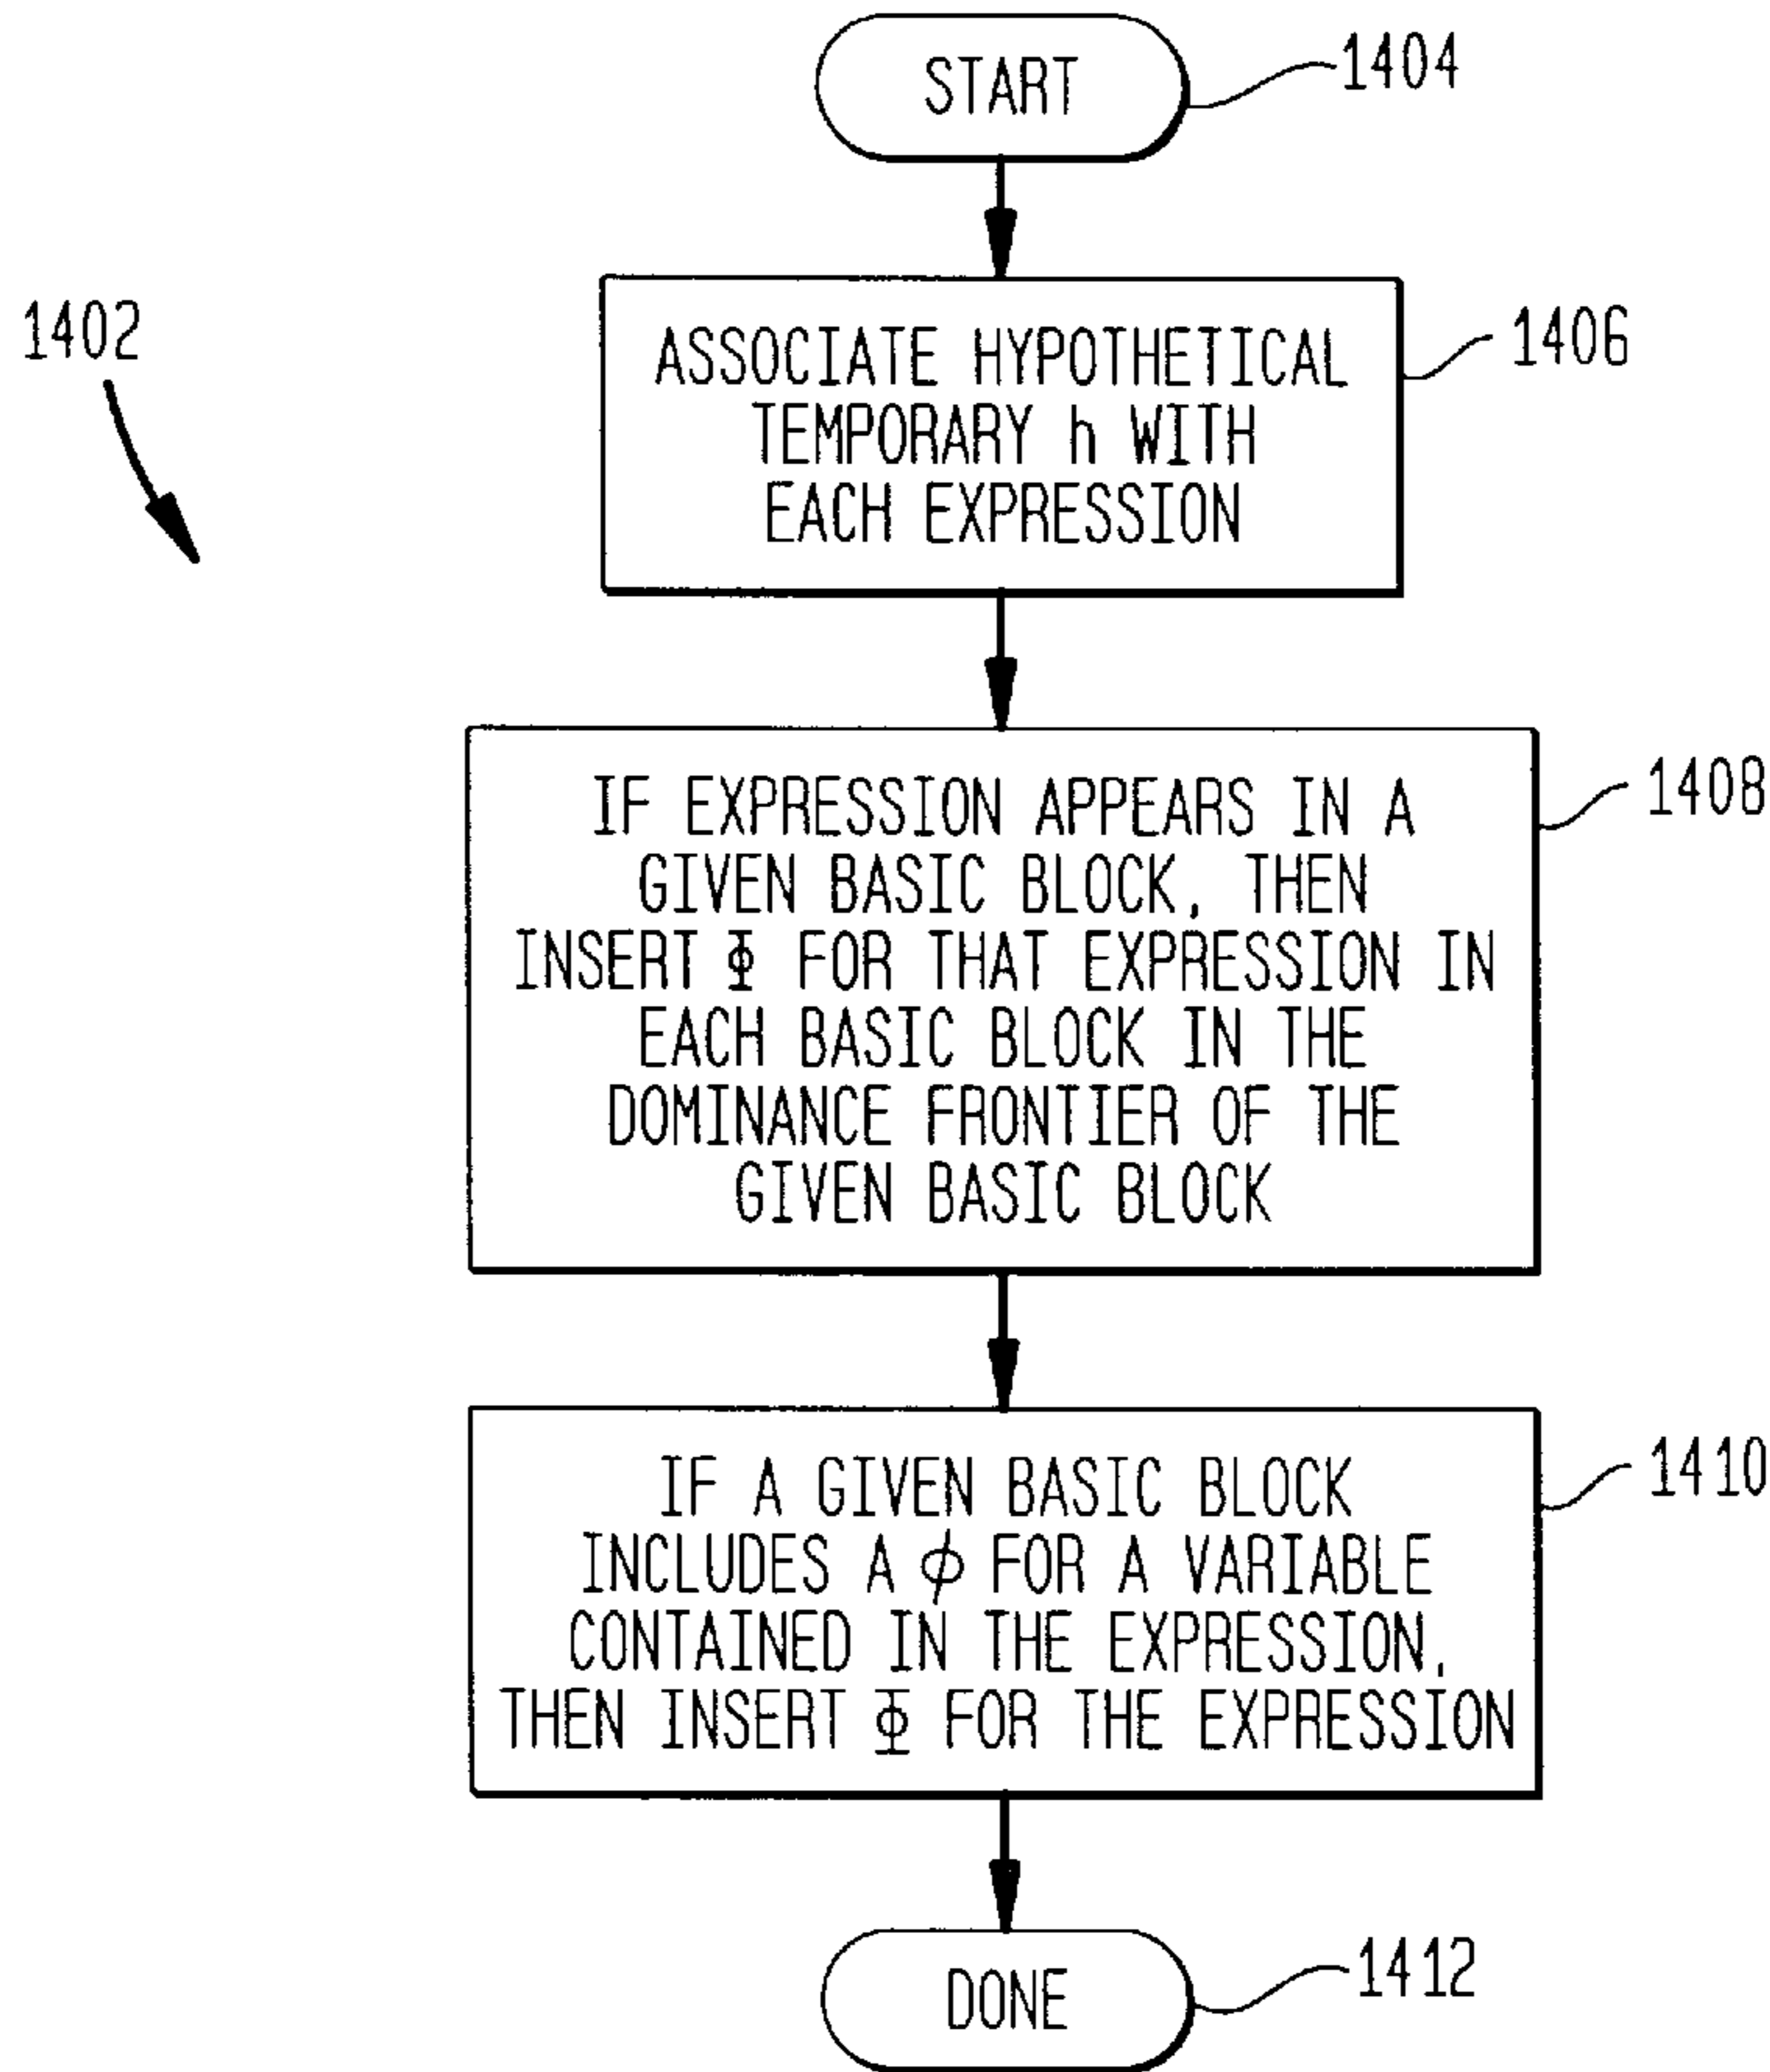 START
1404
1402
ASSOCIATE HYPOTHETICAL
TEMPORARY h WITH
EACH EXPRESSION
1406
IF EXPRESSION APPEARS IN A
GIVEN BASIC BLOCK, THEN
INSERT Φ FOR THAT EXPRESSION IN
EACH BASIC BLOCK IN THE
DOMINANCE FRONTIER OF THE
GIVEN BASIC BLOCK
1408
IF A GIVEN BASIC BLOCK
INCLUDES A ϕ FOR A VARIABLE
CONTAINED IN THE EXPRESSION,
THEN INSERT Φ FOR THE EXPRESSION
1410
DONE
1412